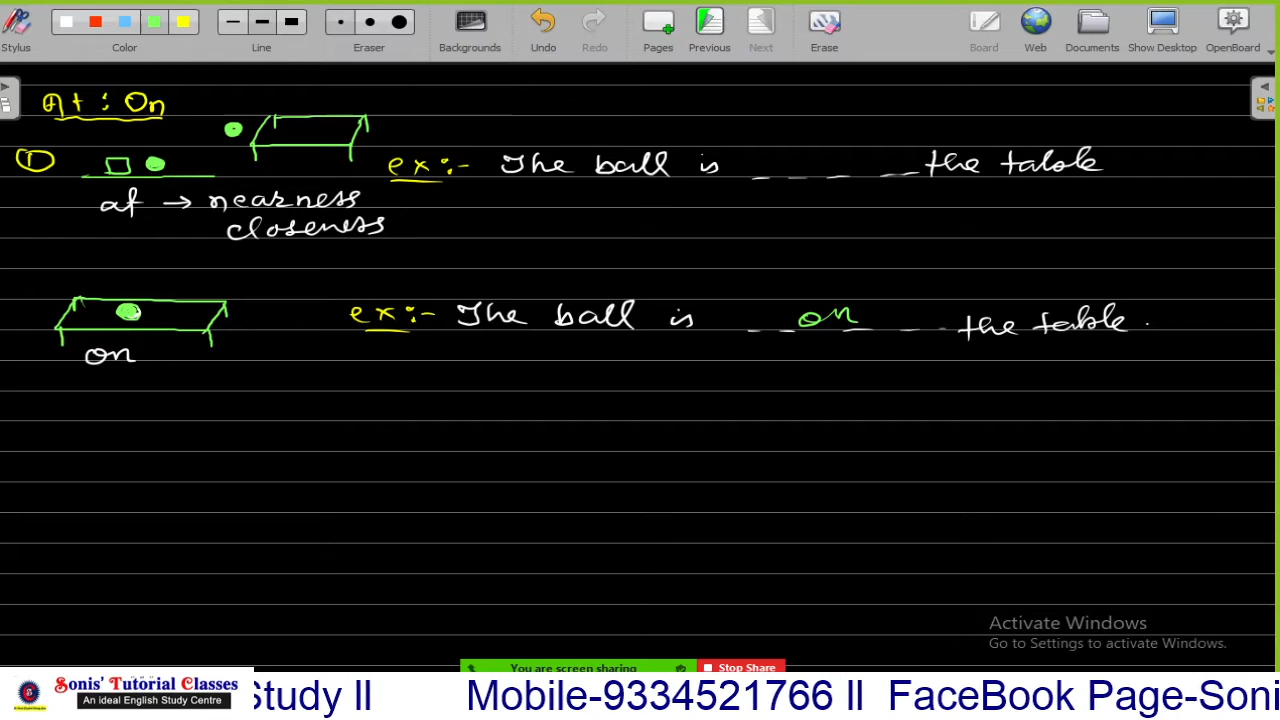 Stylus Color Line Eraser Backgrounds Undo Redo Pages Previous Next Erase Board Web Documents Show Desktop OpenBoard
At : On
① ex:- The ball is _ _ _ _ the table
at → nearness
closeness
ex:- The ball is _ _ on _ _ the table.
on
Activate Windows
Go to Settings to activate Windows.
You are screen sharing Stop Share
Sonis' Tutorial Classes
An ideal English Study Centre
Study ll Mobile-9334521766 ll FaceBook Page-Soni